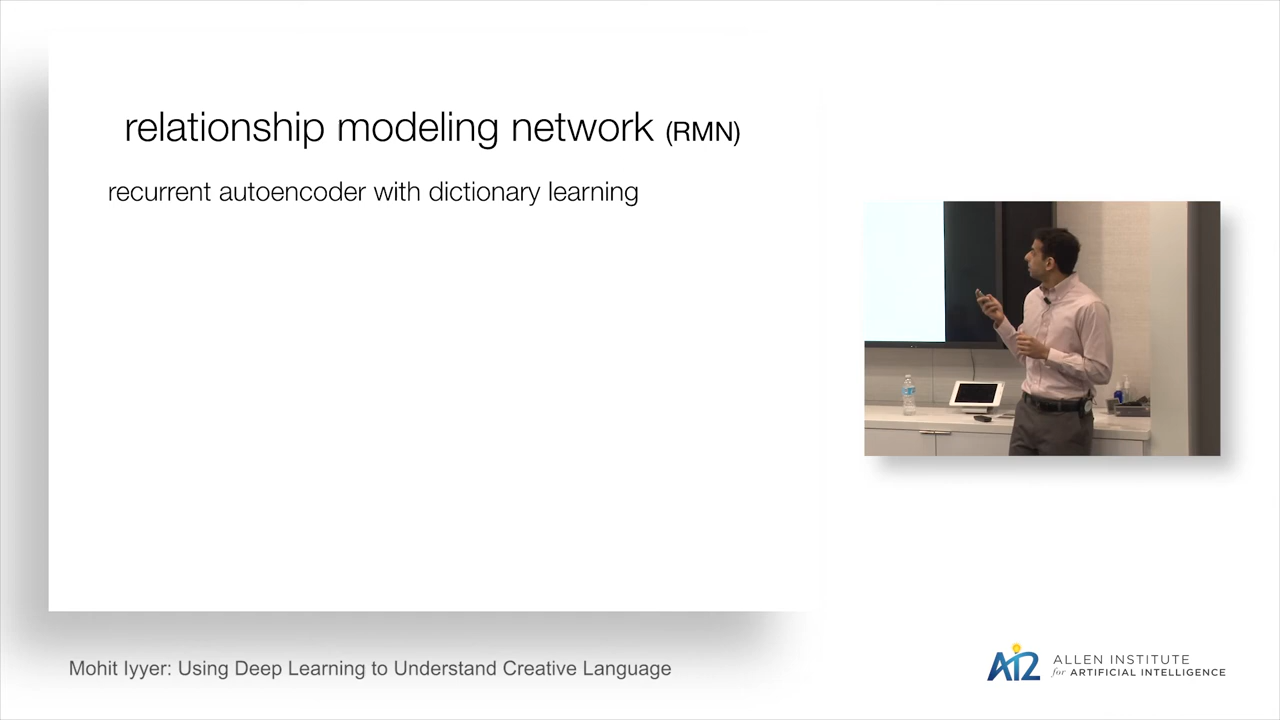 relationship modeling network (RMN)
recurrent autoencoder with dictionary learning
Mohit Iyyer: Using Deep Learning to Understand Creative Language
AI2 ALLEN INSTITUTE
for ARTIFICIAL INTELLIGENCE